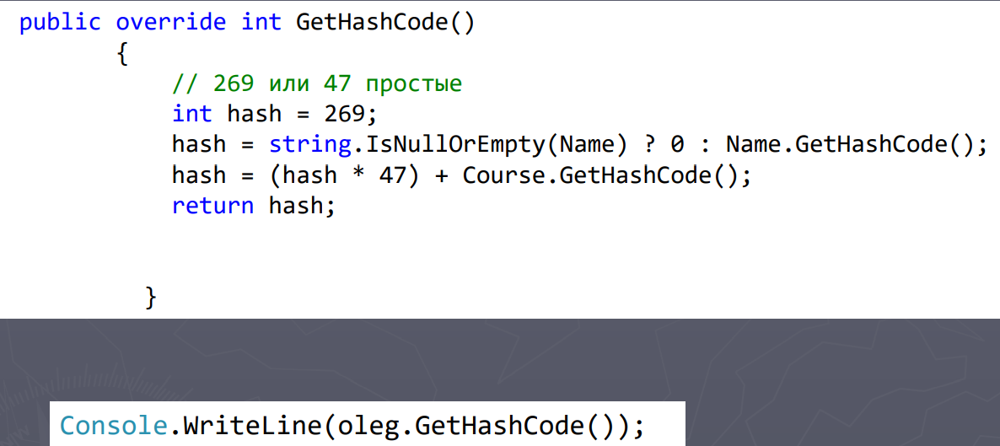 public override int GetHashCode()
{
// 269 или 47 простые
int hash = 269;
hash = string.IsNullOrEmpty(Name) ? 0 : Name.GetHashCode();
hash = (hash * 47) + Course.GetHashCode();
return hash;
}
Console.WriteLine(oleg.GetHashCode());